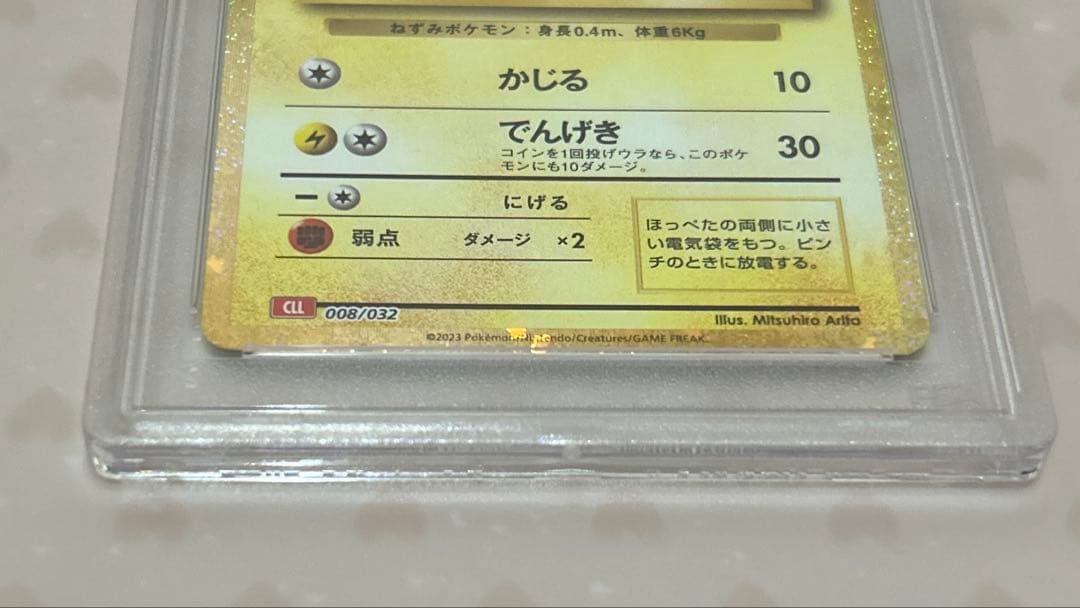 ねずみポケモン：身長0.4m、体重6Kg
かじる 10
でんげき 30
コインを1回投げウラなら、このポケ
モンにも10ダメージ。
ー にげる
弱点 ダメージ ×2
ほっぺたの両側に小さ
い電気袋をもつ。ピン
チのときに放電する。
CLL 008/032
Illus. Mitsuhiro Arita
©2023 Pokémon/Nintendo/Creatures/GAME FREAK.